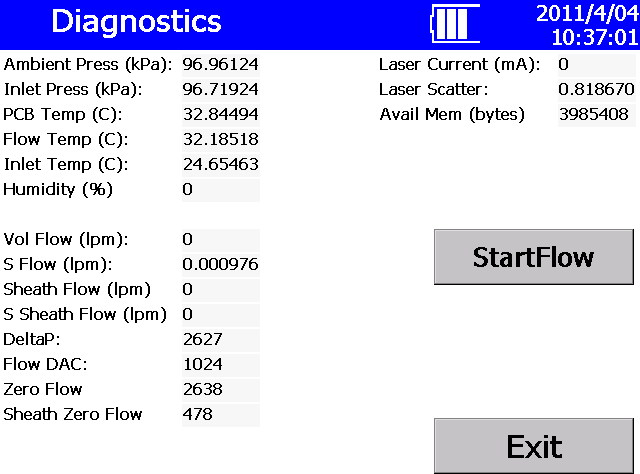 Diagnostics
2011/4/04
10:37:01
Ambient Press (kPa): 96.96124
Inlet Press (kPa): 96.71924
PCB Temp (C): 32.84494
Flow Temp (C): 32.18518
Inlet Temp (C): 24.65463
Humidity (%) 0
Vol Flow (lpm): 0
S Flow (lpm): 0.000976
Sheath Flow (lpm) 0
S Sheath Flow (lpm) 0
DeltaP: 2627
Flow DAC: 1024
Zero Flow 2638
Sheath Zero Flow 478
Laser Current (mA): 0
Laser Scatter: 0.818670
Avail Mem (bytes) 3985408
StartFlow
Exit